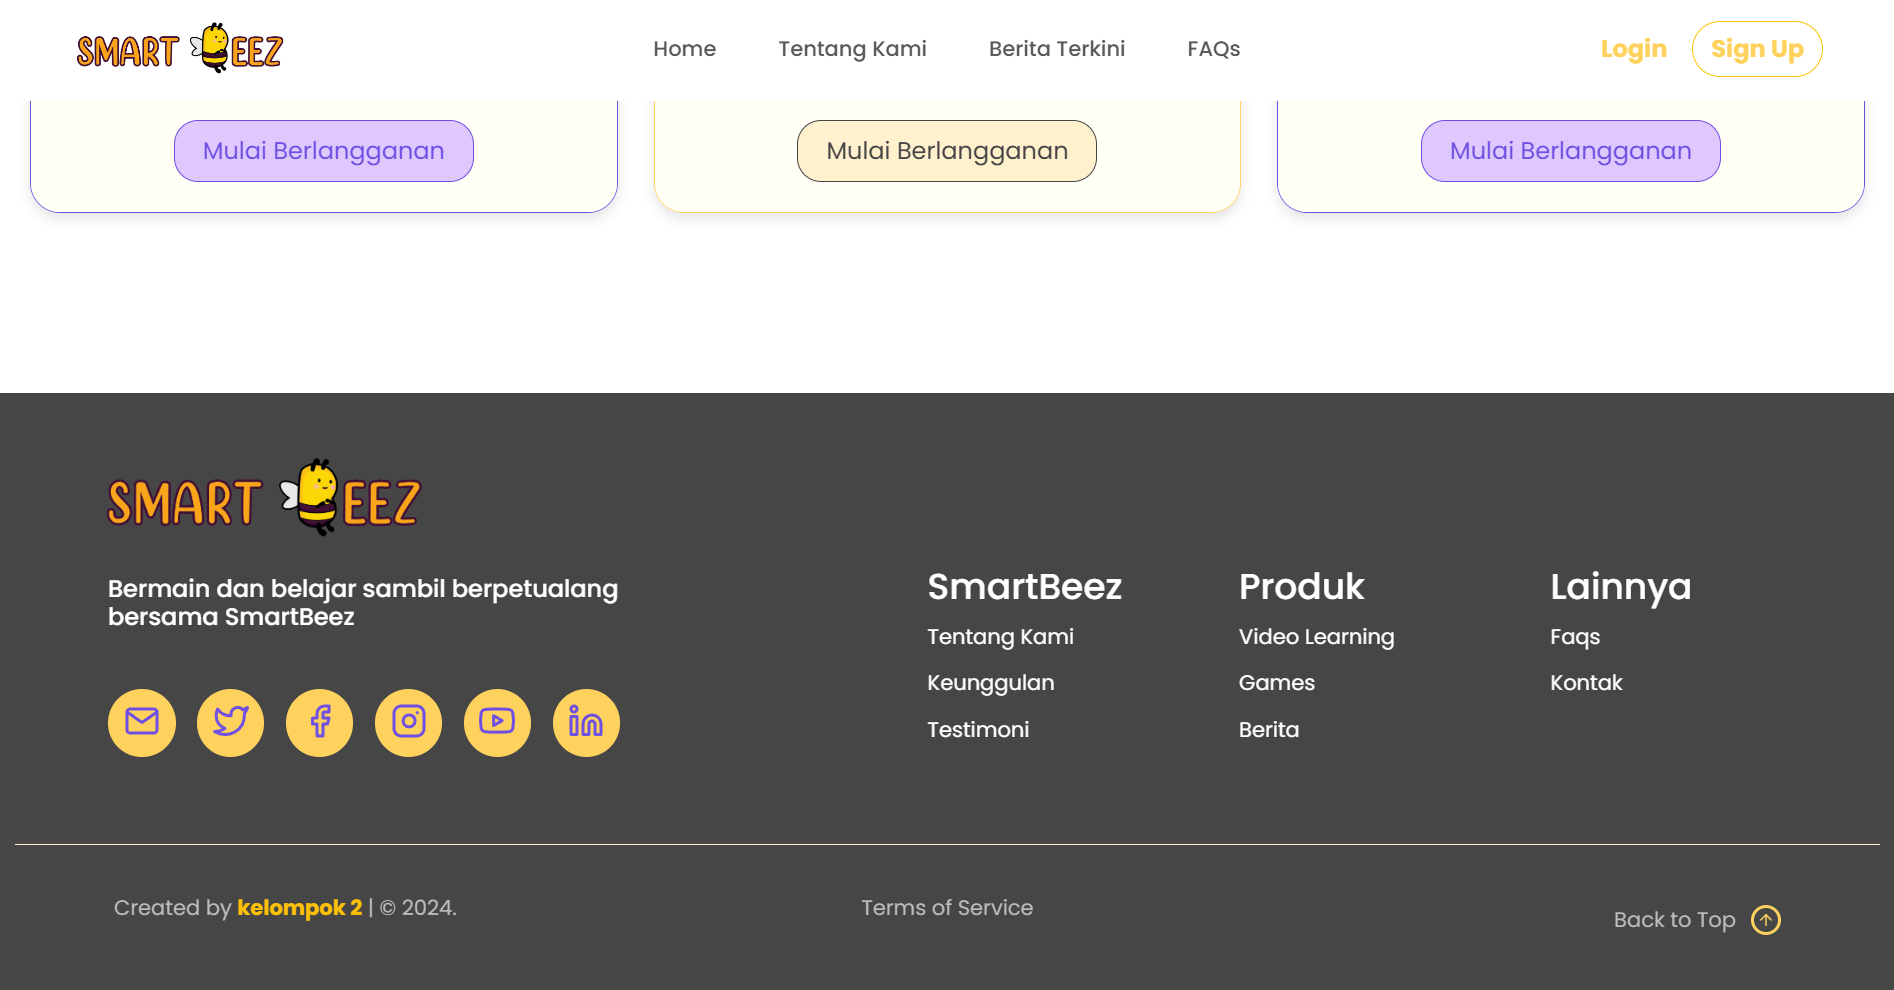 SMART BEEZ
Home
Tentang Kami
Berita Terkini
FAQs
Login
Sign Up
Mulai Berlangganan
Mulai Berlangganan
Mulai Berlangganan
SMART BEEZ
Bermain dan belajar sambil berpetualang
bersama SmartBeez
SmartBeez
Tentang Kami
Keunggulan
Testimoni
Produk
Video Learning
Games
Berita
Lainnya
Faqs
Kontak
Created by kelompok 2 | © 2024.
Terms of Service
Back to Top